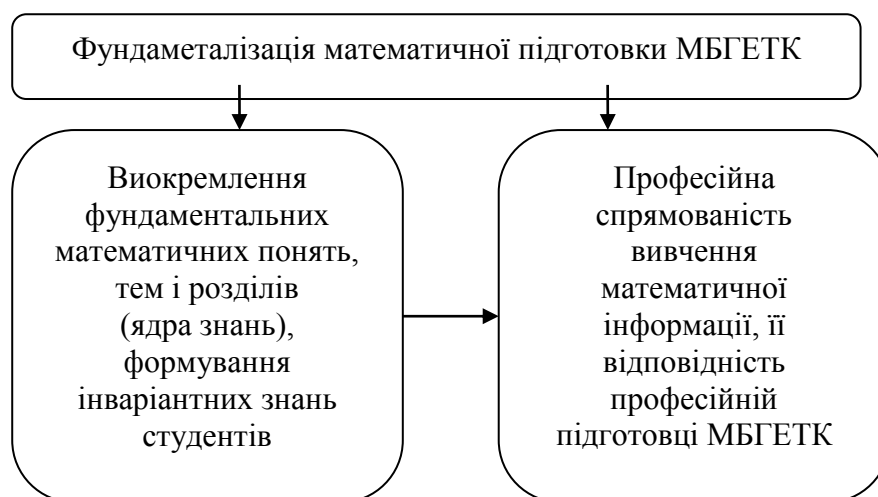 Фундаметалізація математичної підготовки МБГЕТК
Виокремлення
фундаментальних
математичних понять,
тем і розділів
(ядра знань),
формування
інваріантних знань
студентів
Професійна
спрямованість
вивчення
математичної
інформації, її
відповідність
професійній
підготовці МБГЕТК